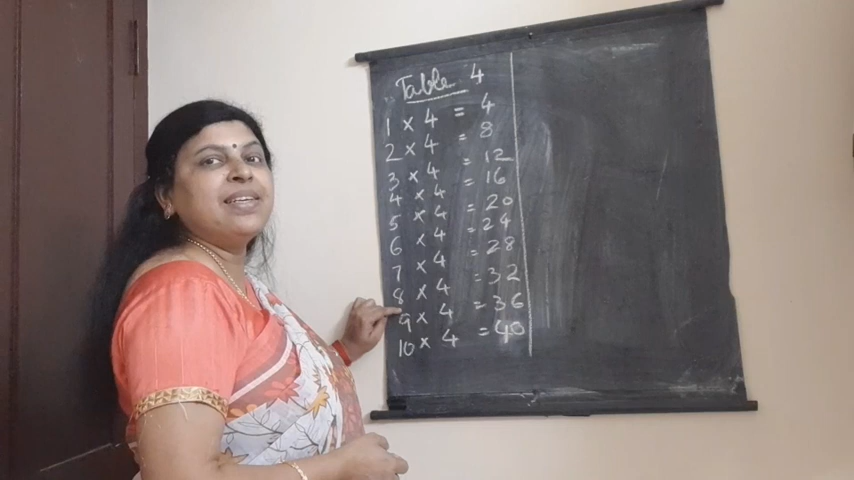 Table 4
1 × 4 = 4
2 × 4 = 8
3 × 4 = 12
4 × 4 = 16
5 × 4 = 20
6 × 4 = 24
7 × 4 = 28
8 × 4 = 32
9 × 4 = 36
10 × 4 = 40